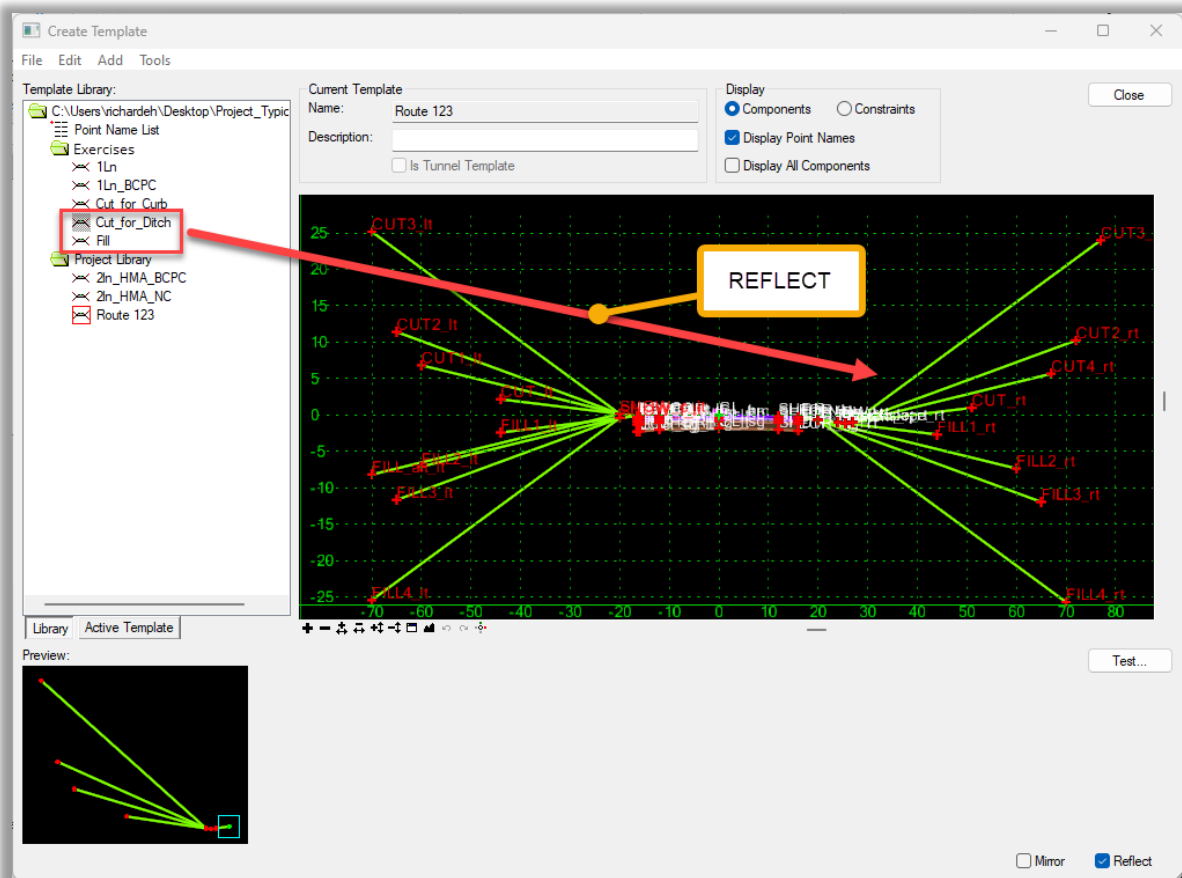 Create Template
File Edit Add Tools
Template Library:
C:\Users\richardeh\Desktop\Project_Typic
Point Name List
Exercises
1Ln
1Ln_BCPC
Cut_for_Curb
Cut_for_Ditch
Fill
Project Library
2ln_HMA_BCPC
2ln_HMA_NC
Route 123
Library Active Template
Current Template
Name: Route 123
Description:
Is Tunnel Template
Display
Components Constraints
Display Point Names
Display All Components
Close
REFLECT
CUT3_lt
CUT2_lt
CUT1_lt
CUT_lt
FILL1_lt
FILL2_lt
FILL3_lt
FILL4_lt
CUT3_
CUT2_rt
CUT4_rt
CUT_rt
FILL1_rt
FILL2_rt
FILL3_rt
FILL4_rt
25
20
15
10
5
0
-5
-10
-15
-20
-25
-70 -60 -50 -40 -30 -20 -10 0 10 20 30 40 50 60 70 80
Preview:
Test...
Mirror Reflect